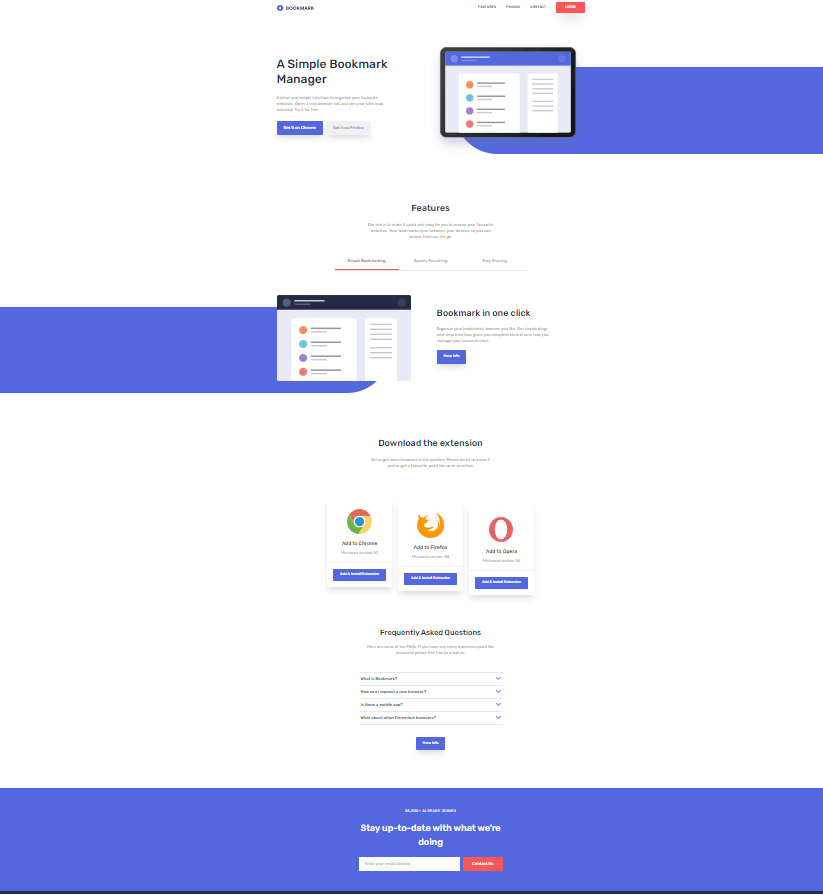 BOOKMARK
FEATURES PRICING CONTACT LOGIN
A Simple Bookmark
Manager
A clean and simple interface to organize your favourite
websites. Open a new browser tab and see your sites load
instantly. Try it for free.
Get it on Chrome Get it on Firefox
Features
Our aim is to make it quick and easy for you to access your favourite
websites. Your bookmarks sync between your devices so you can
access them on the go.
Simple Bookmarking Speedy Searching Easy Sharing
Bookmark in one click
Organize your bookmarks however you like. Our simple drag-
and-drop interface gives you complete control over how you
manage your favourite sites.
More Info
Download the extension
We've got more browsers in the pipeline. Please do let us know if
you've got a favourite you'd like us to prioritize.
Add to Chrome
Minimum version 62
Add & Install Extension
Add to Firefox
Minimum version
Add & Install Extension
Add to Opera
Minimum version
Add & Install Extension
Frequently Asked Questions
Here are some of our FAQs. If you have any other questions you'd like
answered please feel free to email us.
What is Bookmark?
How can I request a new browser?
Is there a mobile app?
What about other Chromium browsers?
More Info
35,000+ ALREADY JOINED
Stay up-to-date with what we're
doing
Enter your email address Contact Us